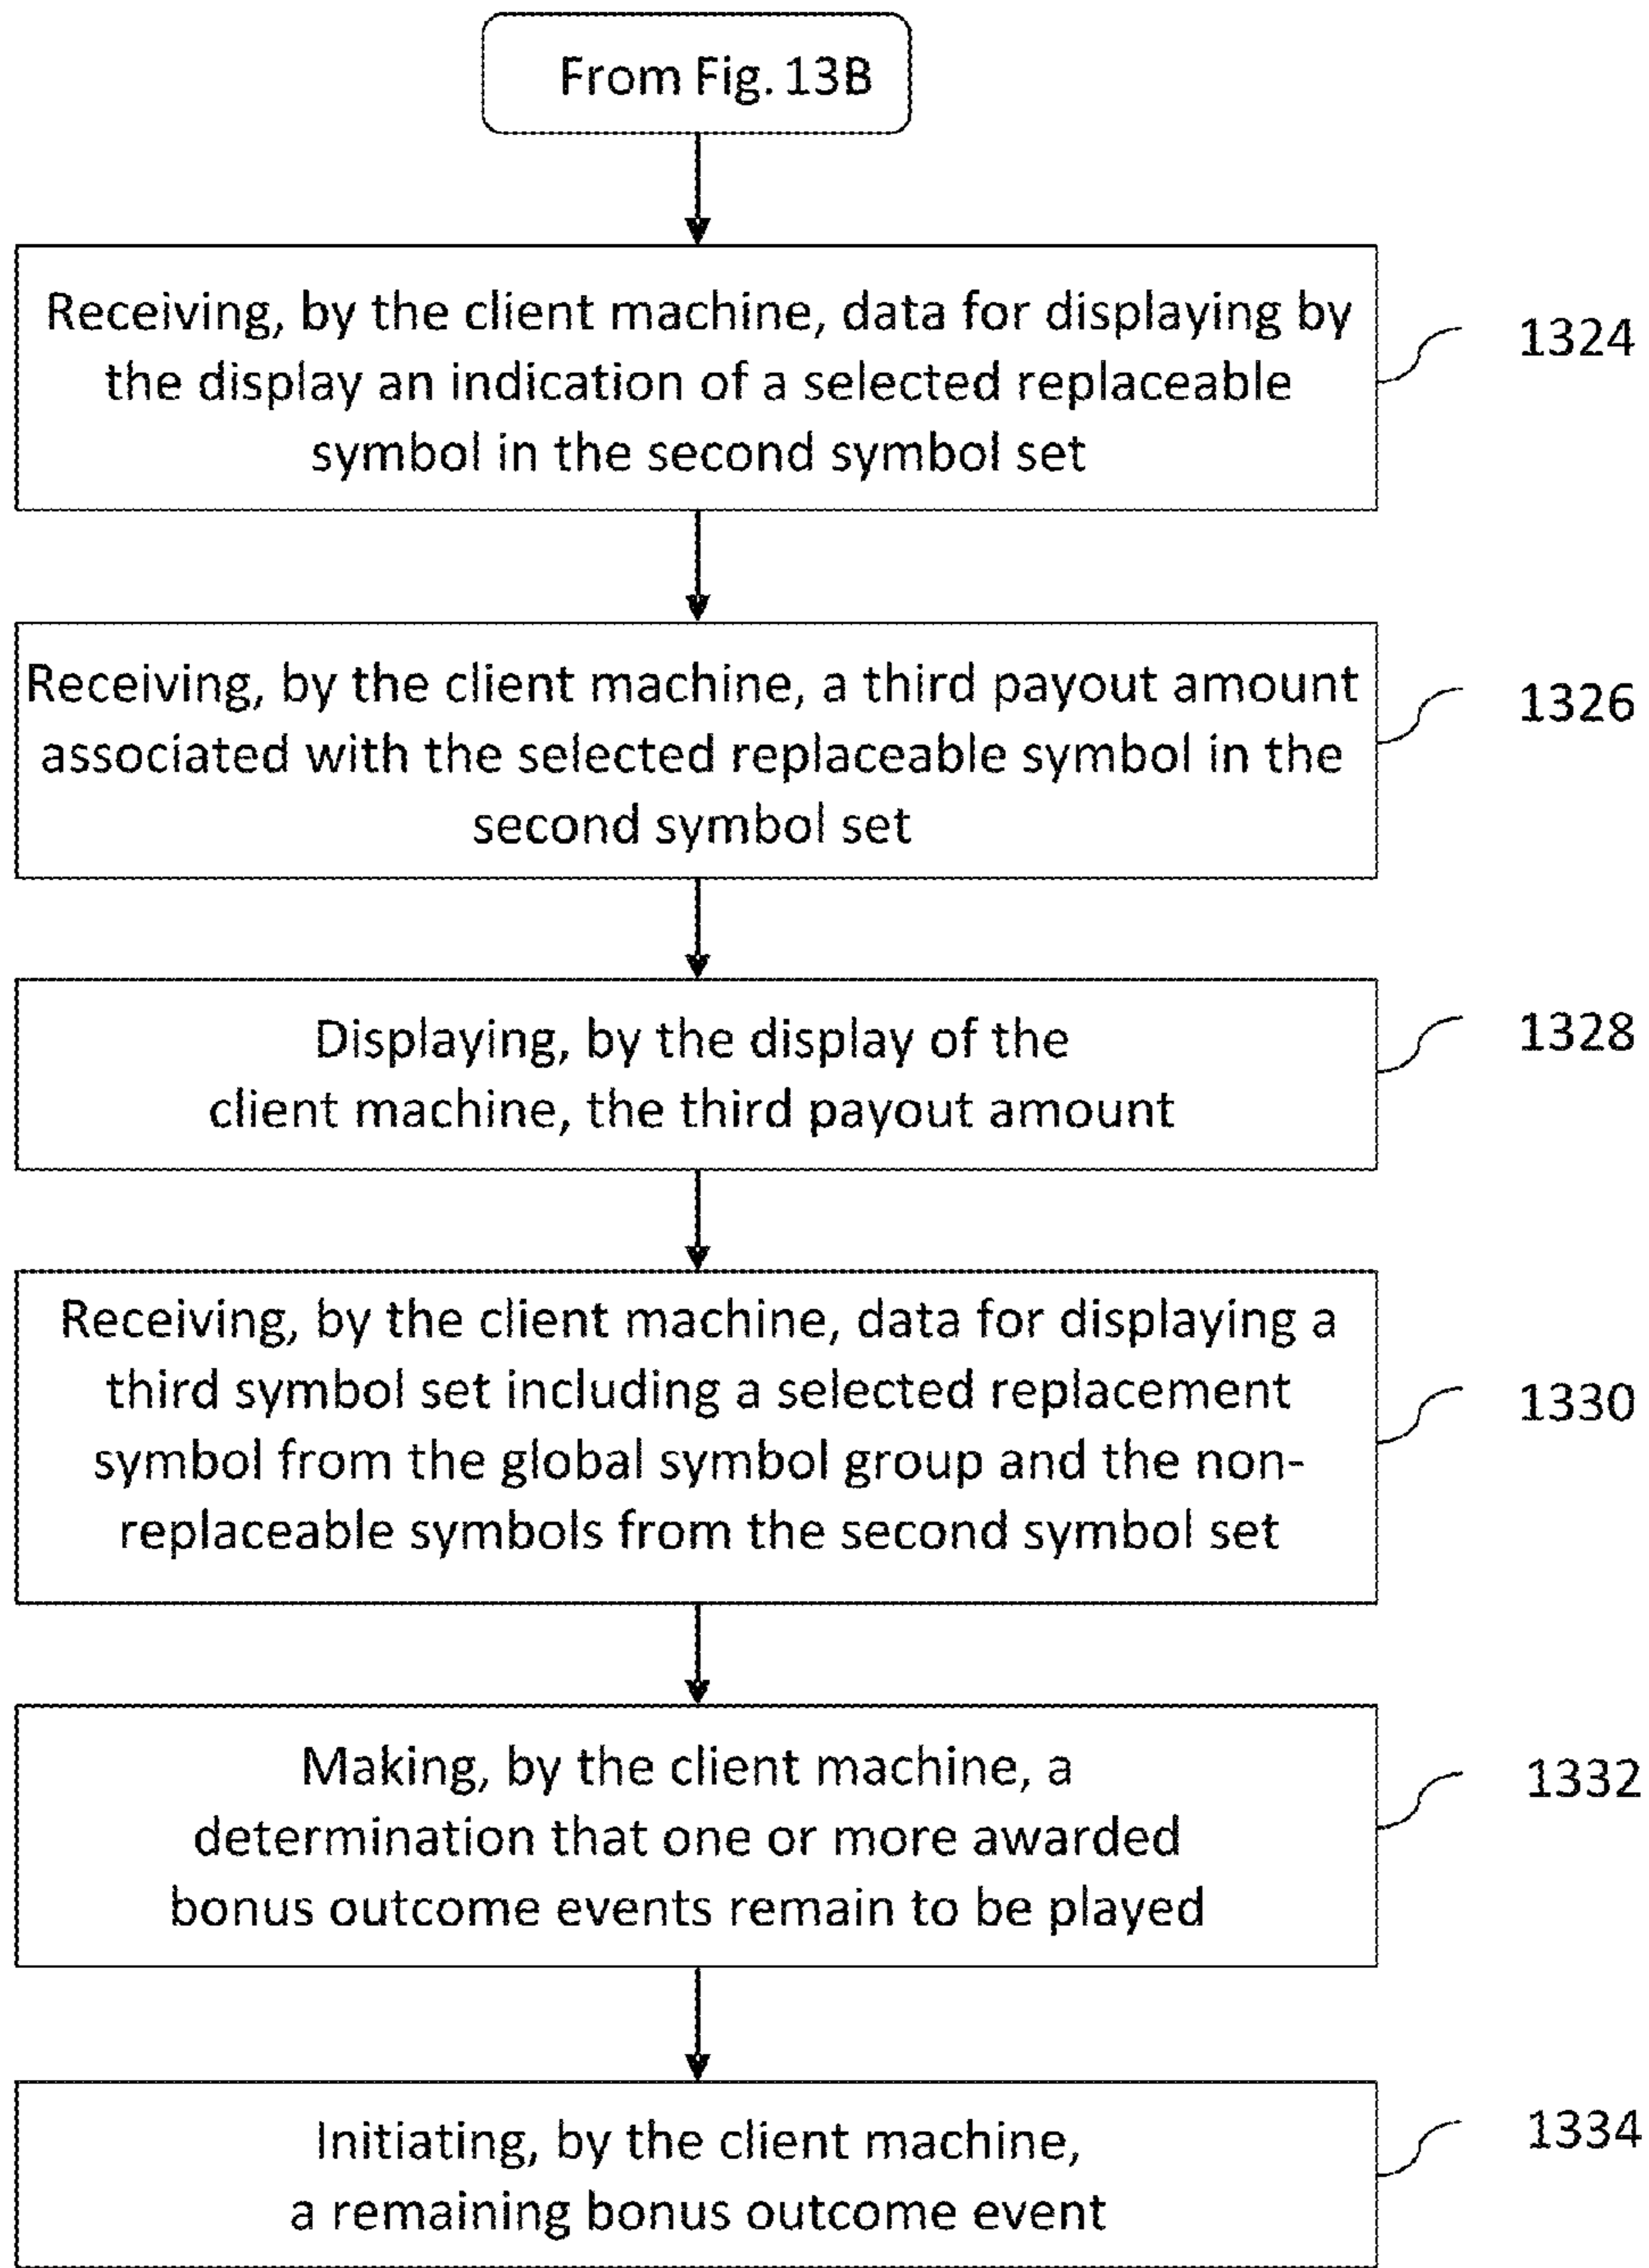 From Fig. 13B
Receiving, by the client machine, data for displaying by
the display an indication of a selected replaceable
symbol in the second symbol set
1324
Receiving, by the client machine, a third payout amount
associated with the selected replaceable symbol in the
second symbol set
1326
Displaying, by the display of the
client machine, the third payout amount
1328
Receiving, by the client machine, data for displaying a
third symbol set including a selected replacement
symbol from the global symbol group and the non-
replaceable symbols from the second symbol set
1330
Making, by the client machine, a
determination that one or more awarded
bonus outcome events remain to be played
1332
Initiating, by the client machine,
a remaining bonus outcome event
1334